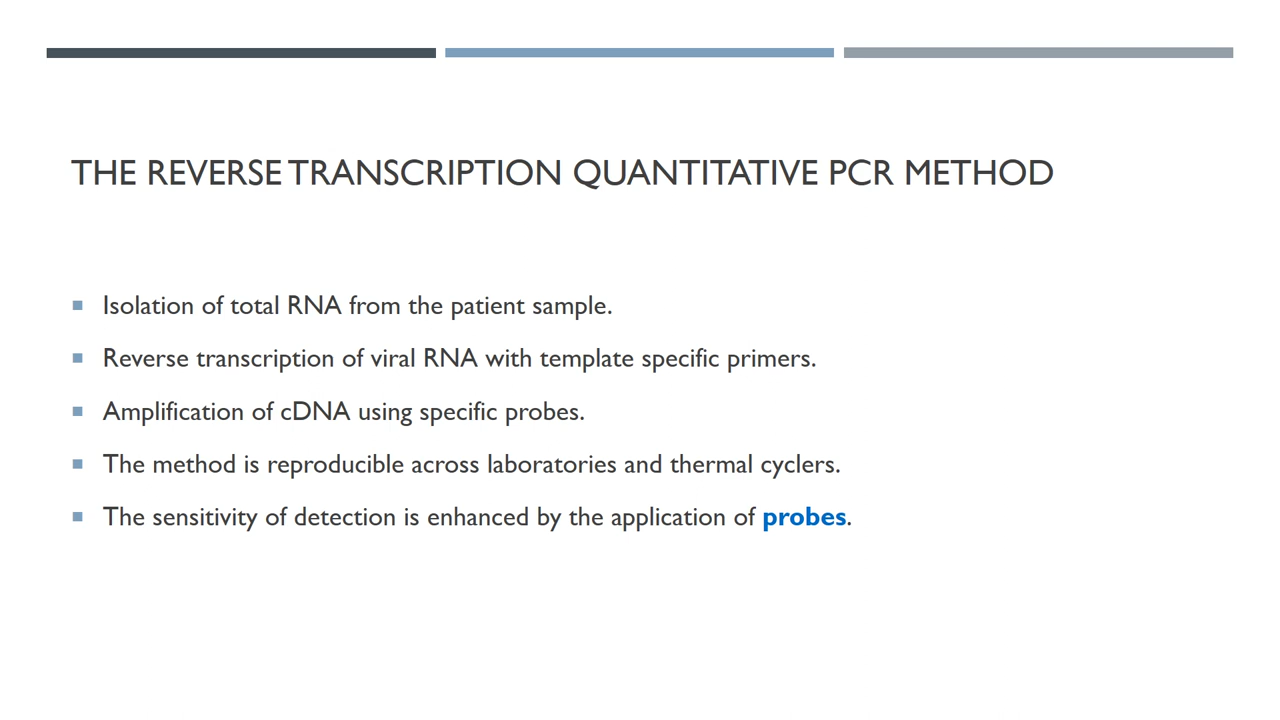 THE REVERSE TRANSCRIPTION QUANTITATIVE PCR METHOD
Isolation of total RNA from the patient sample.
Reverse transcription of viral RNA with template specific primers.
Amplification of cDNA using specific probes.
The method is reproducible across laboratories and thermal cyclers.
The sensitivity of detection is enhanced by the application of probes.